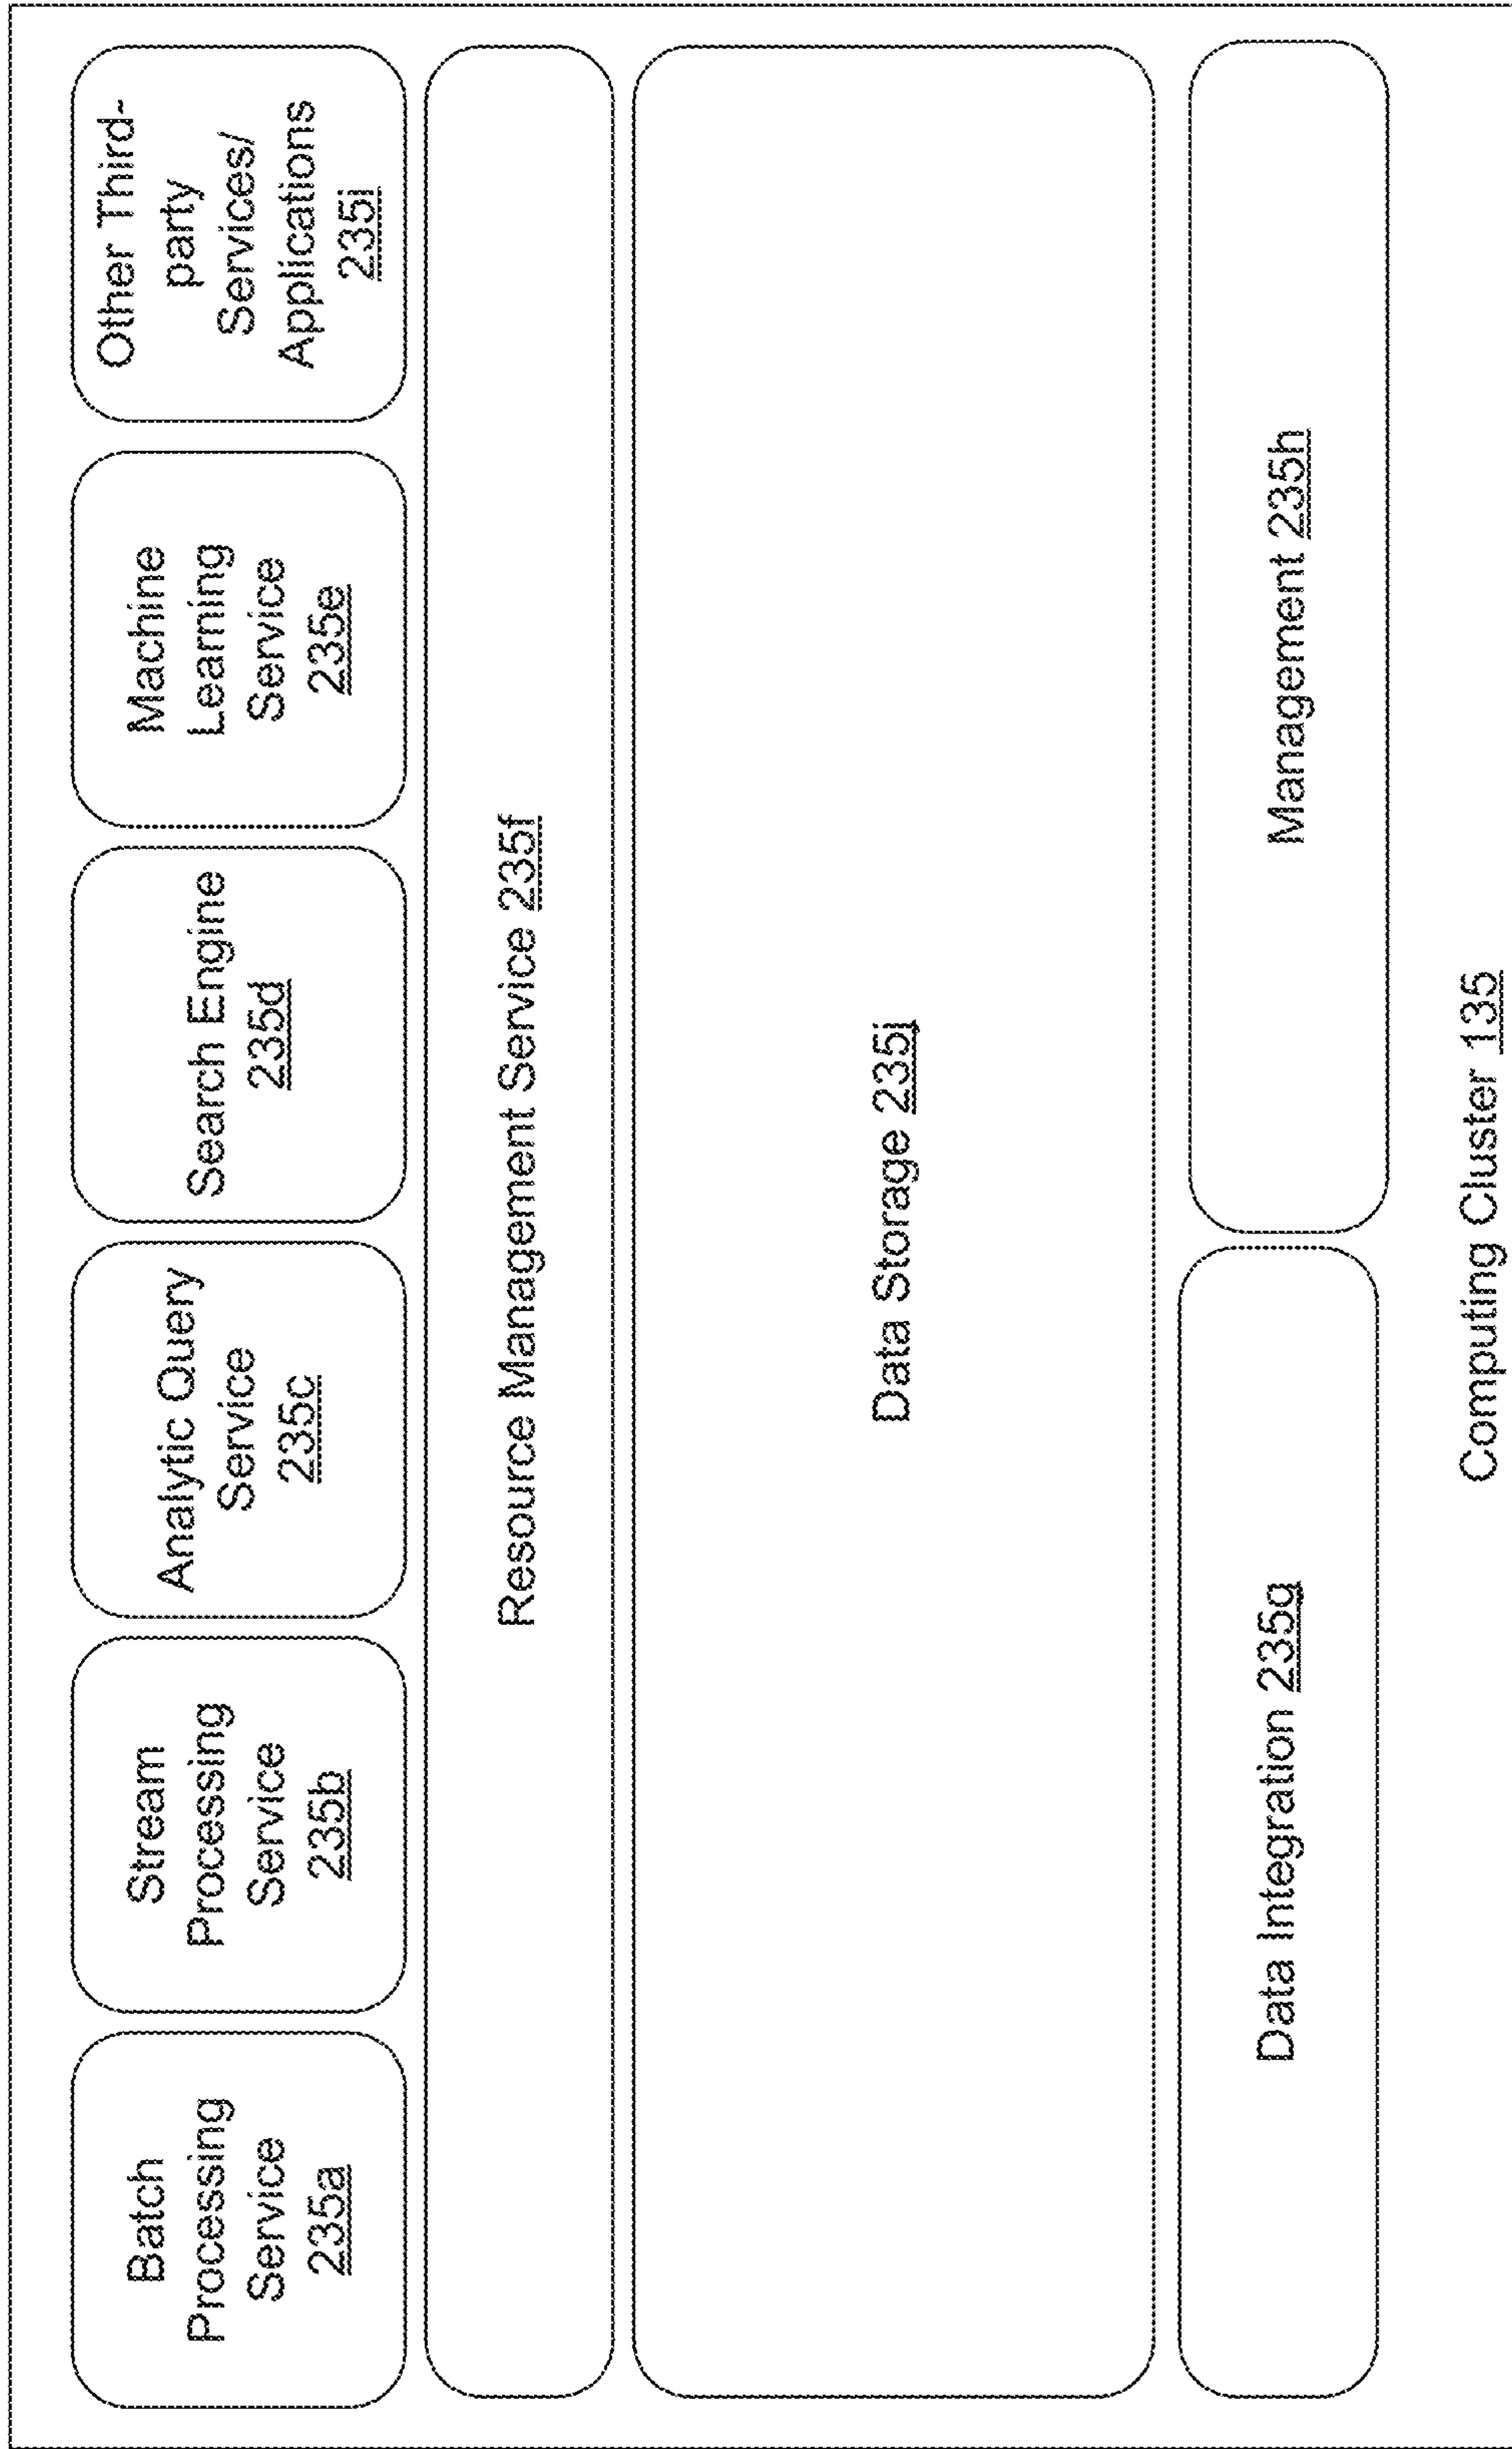 Batch
Processing
Service
235a
Stream
Processing
Service
235b
Analytic Query
Service
235c
Search Engine
235d
Machine
Learning
Service
235e
Other Third-
party
Services/
Applications
235i
Resource Management Service 235f
Data Storage 235j
Data Integration 235g
Management 235h
Computing Cluster 135